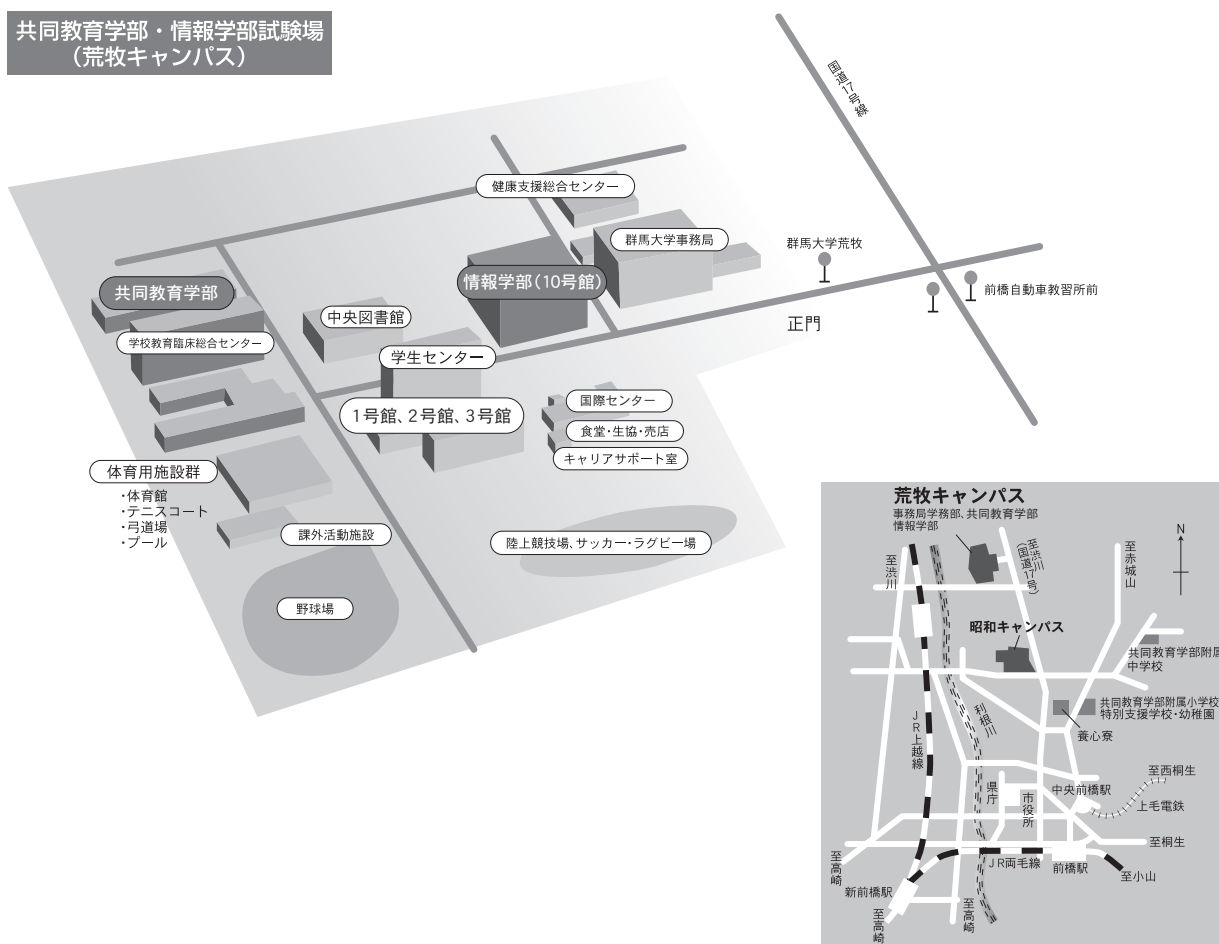 共同教育学部・情報学部試験場
（荒牧キャンパス）
国道17号線
健康支援総合センター
群馬大学事務局
群馬大学荒牧
前橋自動車教習所前
正門
共同教育学部
情報学部（10号館）
中央図書館
学校教育臨床総合センター
学生センター
1号館、2号館、3号館
国際センター
食堂・生協・売店
キャリアサポート室
体育用施設群
・体育館
・テニスコート
・弓道場
・プール
課外活動施設
陸上競技場、サッカー・ラグビー場
野球場
荒牧キャンパス
事務局学務部、共同教育学部
情報学部
N
至渋川
至渋川
（国道17号）
至赤城山
昭和キャンパス
共同教育学部附属
中学校
共同教育学部附属小学校
特別支援学校・幼稚園
養心寮
利根川
JR上越線
至西桐生
中央前橋駅
上毛電鉄
県庁
市役所
至桐生
至高崎
JR両毛線
前橋駅
至小山
新前橋駅
至高崎
至高崎